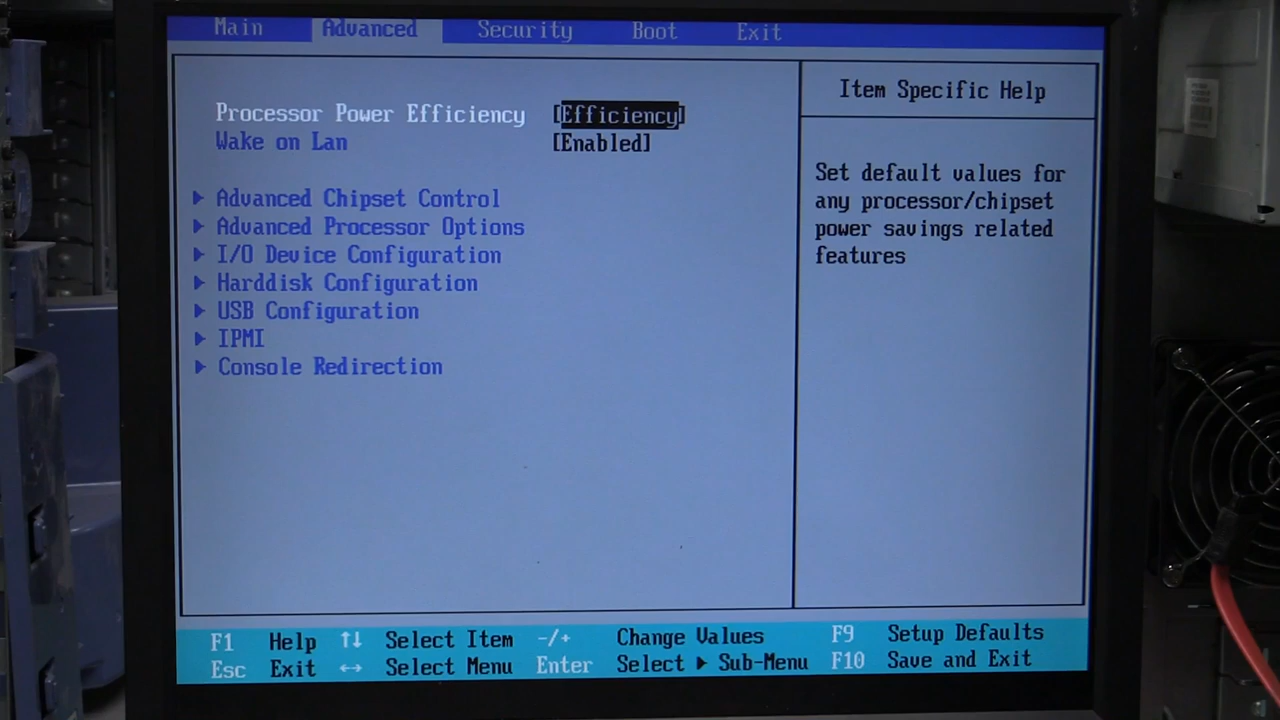 Main Advanced Security Boot Exit
Item Specific Help
Processor Power Efficiency [Efficiency]
Wake on Lan [Enabled]
Set default values for
any processor/chipset
power savings related
features
▶ Advanced Chipset Control
▶ Advanced Processor Options
▶ I/O Device Configuration
▶ Harddisk Configuration
▶ USB Configuration
▶ IPMI
▶ Console Redirection
F1 Help ↑↓ Select Item -/+ Change Values F9 Setup Defaults
Esc Exit ↔ Select Menu Enter Select ▶ Sub-Menu F10 Save and Exit